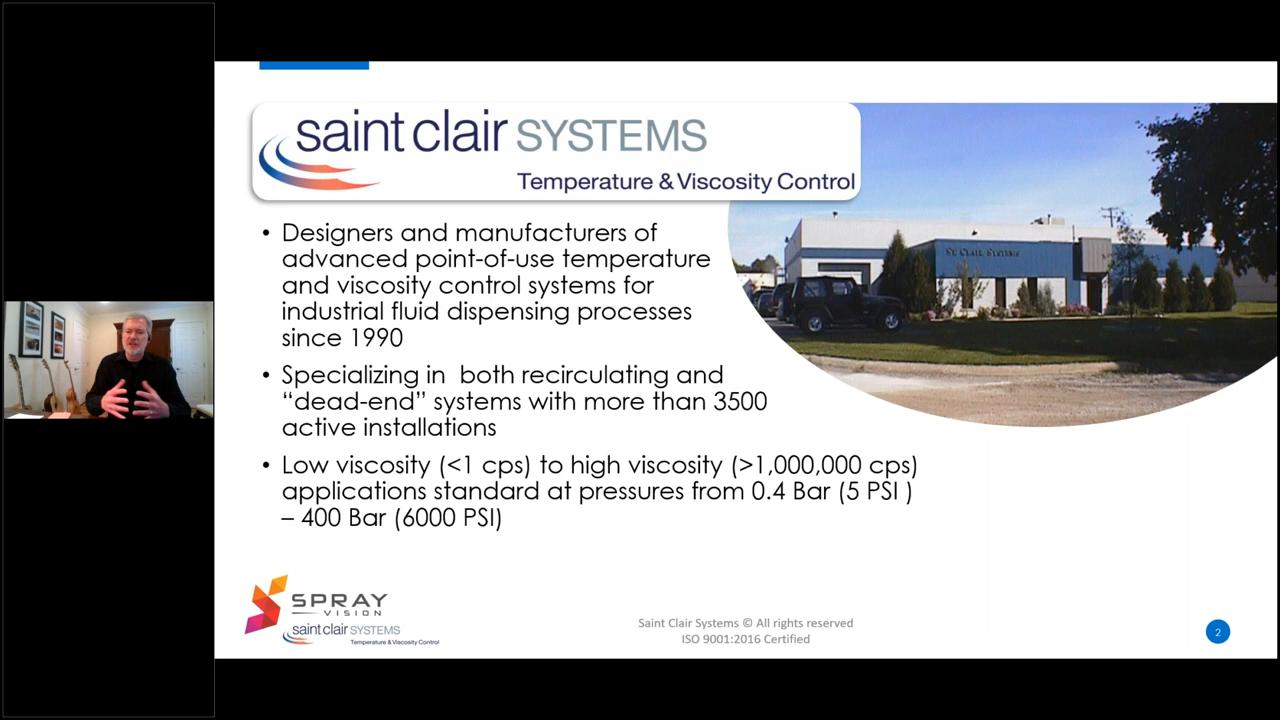 saint clair SYSTEMS
Temperature & Viscosity Control
ST. CLAIR SYSTEMS
• Designers and manufacturers of
advanced point-of-use temperature
and viscosity control systems for
industrial fluid dispensing processes
since 1990
• Specializing in both recirculating and
“dead-end” systems with more than 3500
active installations
• Low viscosity (<1 cps) to high viscosity (>1,000,000 cps)
applications standard at pressures from 0.4 Bar (5 PSI )
– 400 Bar (6000 PSI)
SPRAY
VISION
saint clair SYSTEMS
Temperature & Viscosity Control
Saint Clair Systems © All rights reserved
ISO 9001:2016 Certified
2